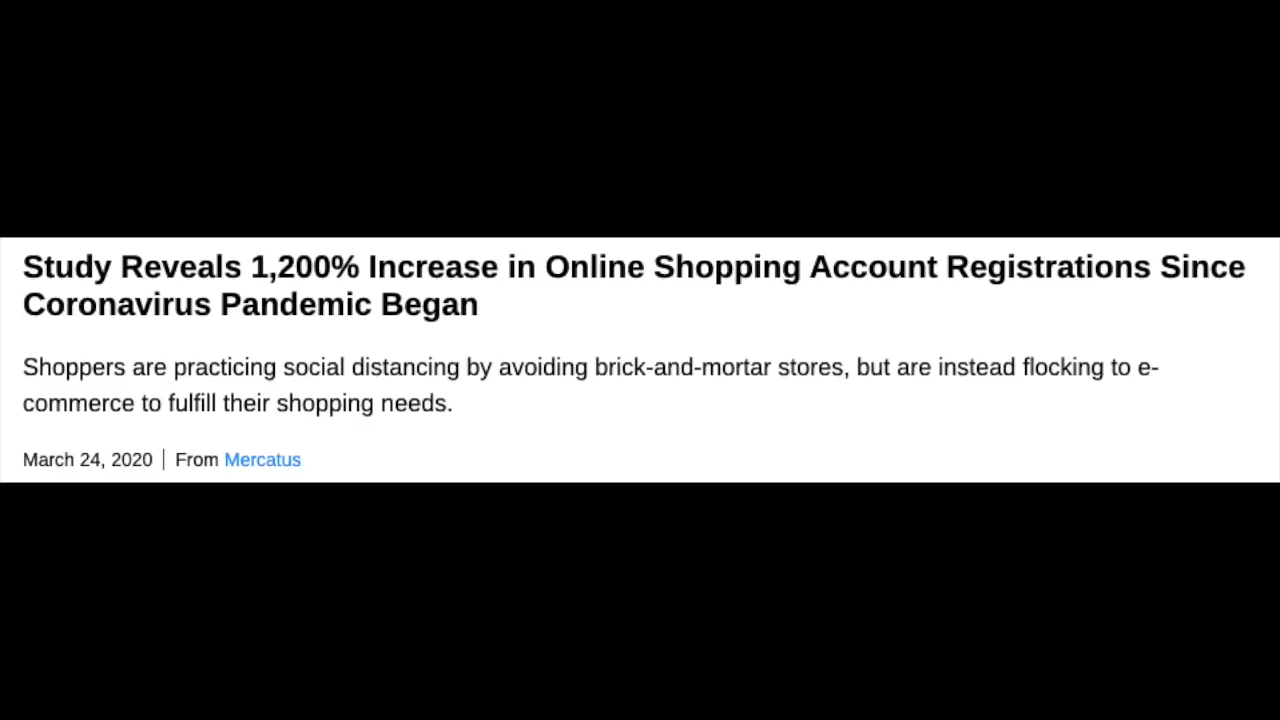 Study Reveals 1,200% Increase in Online Shopping Account Registrations Since
Coronavirus Pandemic Began
Shoppers are practicing social distancing by avoiding brick-and-mortar stores, but are instead flocking to e-
commerce to fulfill their shopping needs.
March 24, 2020 | From Mercatus